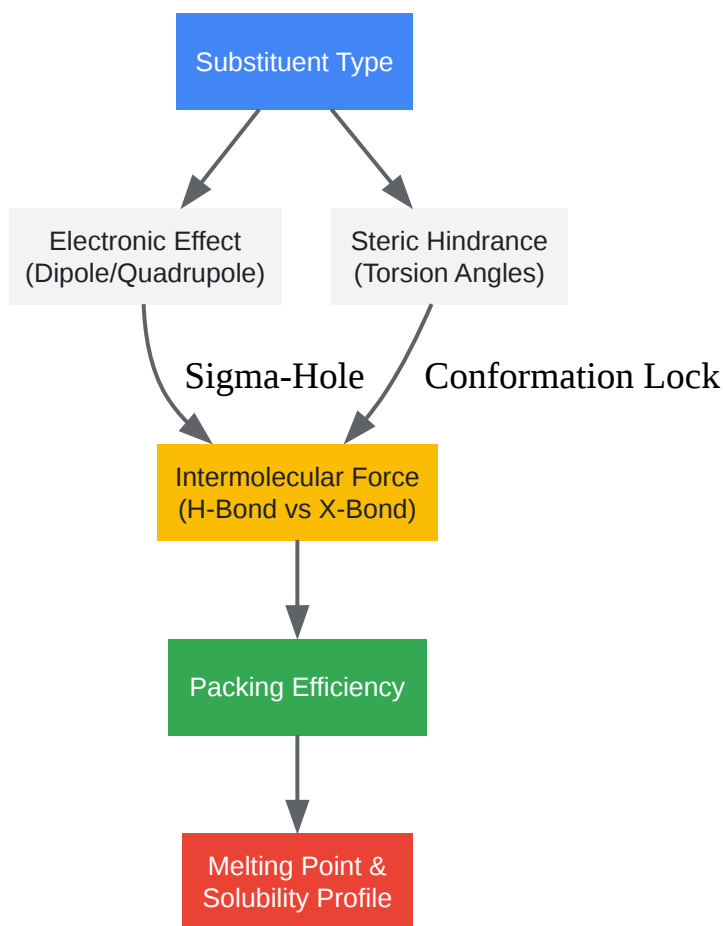 Substituent Type
Electronic Effect
(Dipole/Quadrupole)
Steric Hindrance
(Torsion Angles)
Sigma-Hole
Conformation Lock
Intermolecular Force
(H-Bond vs X-Bond)
Packing Efficiency
Melting Point &
Solubility Profile